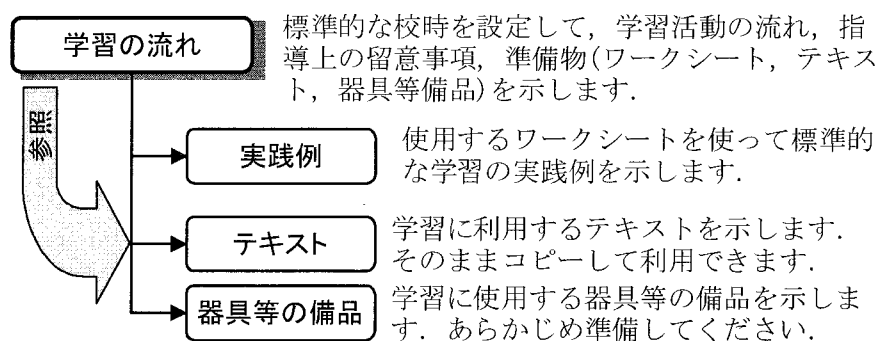 学習の流れ
標準的な校時を設定して，学習活動の流れ，指
導上の留意事項，準備物(ワークシート，テキス
ト，器具等備品)を示します．
参照
実践例
使用するワークシートを使って標準的
な学習の実践例を示します．
テキスト
学習に利用するテキストを示します．
そのままコピーして利用できます．
器具等の備品
学習に使用する器具等の備品を示しま
す．あらかじめ準備してください．